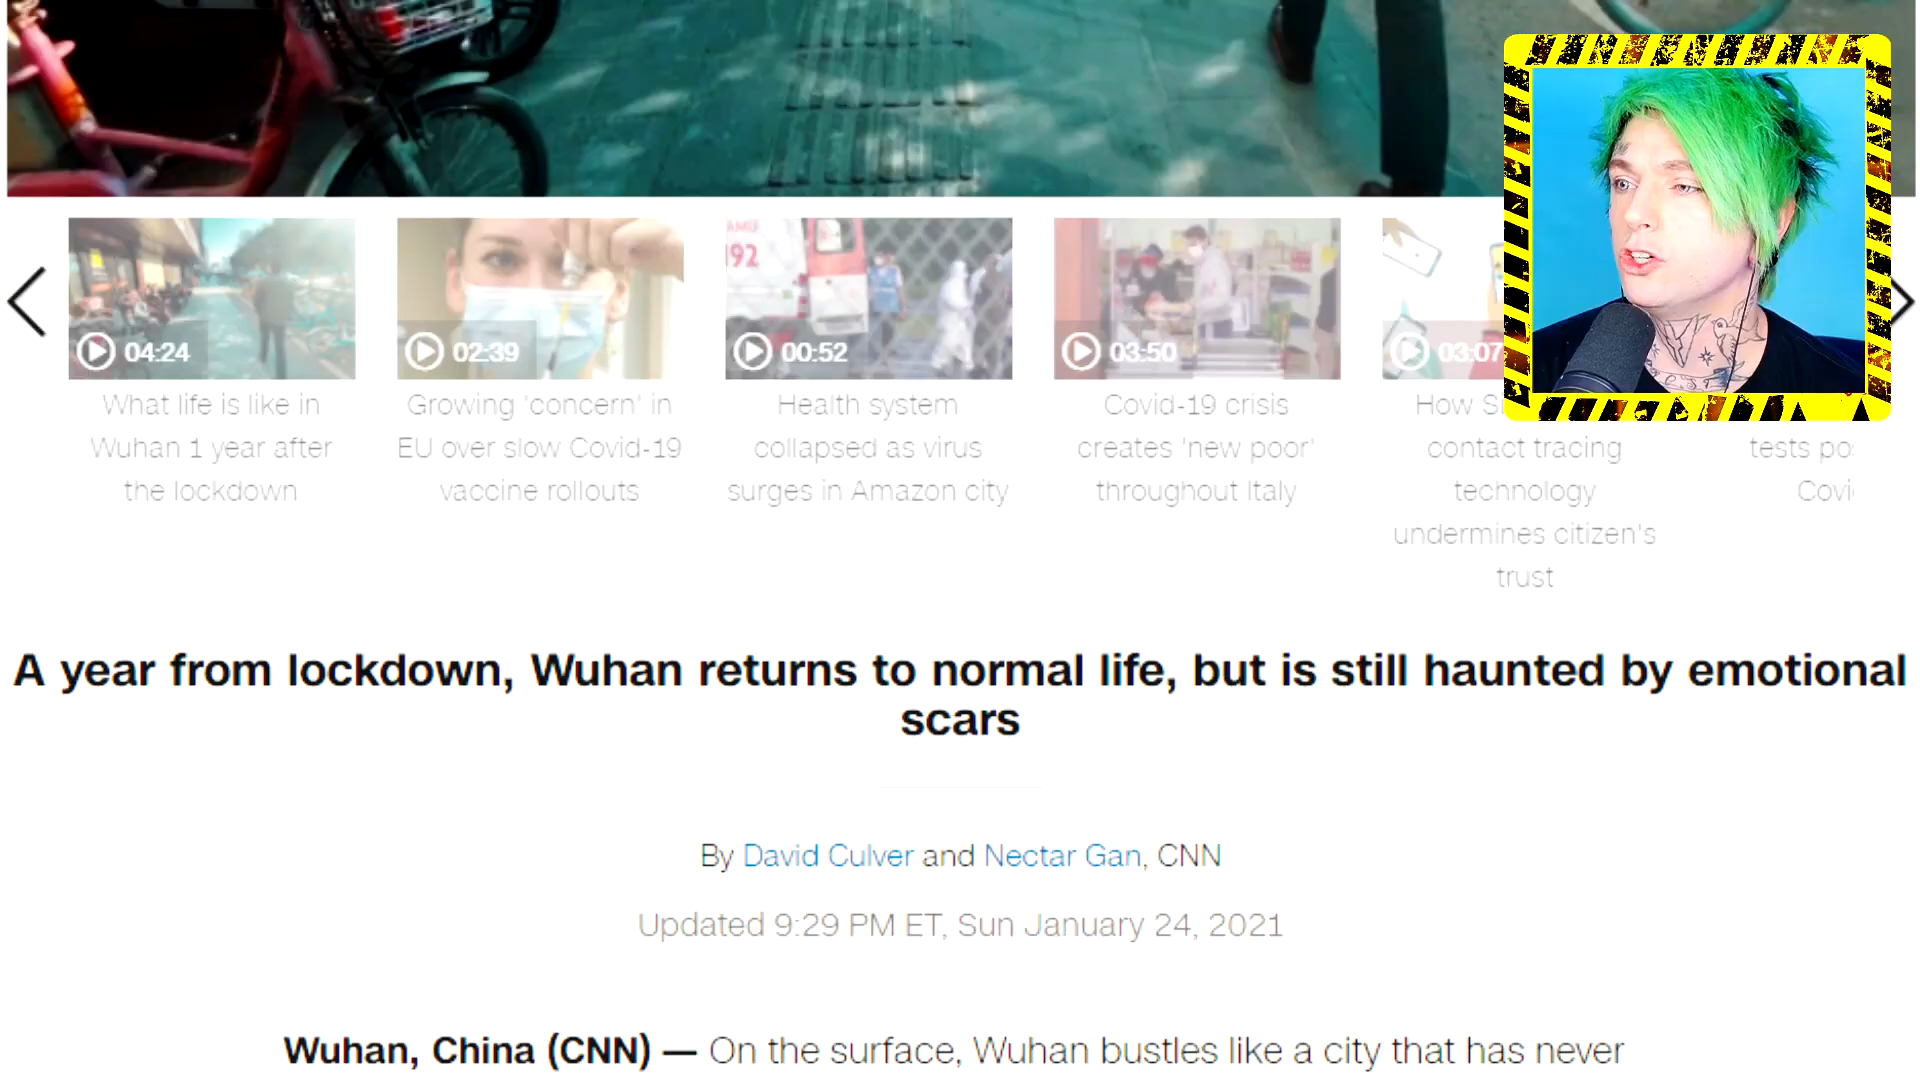 AMU
192
04:24
02:39
00:52
03:50
03:07
What life is like in
Wuhan 1 year after
the lockdown
Growing 'concern' in
EU over slow Covid-19
vaccine rollouts
Health system
collapsed as virus
surges in Amazon city
Covid-19 crisis
creates 'new poor'
throughout Italy
How
contact tracing
technology
undermines citizen's
trust
tests
A year from lockdown, Wuhan returns to normal life, but is still haunted by emotional
scars
By David Culver and Nectar Gan, CNN
Updated 9:29 PM ET, Sun January 24, 2021
Wuhan, China (CNN) — On the surface, Wuhan bustles like a city that has never